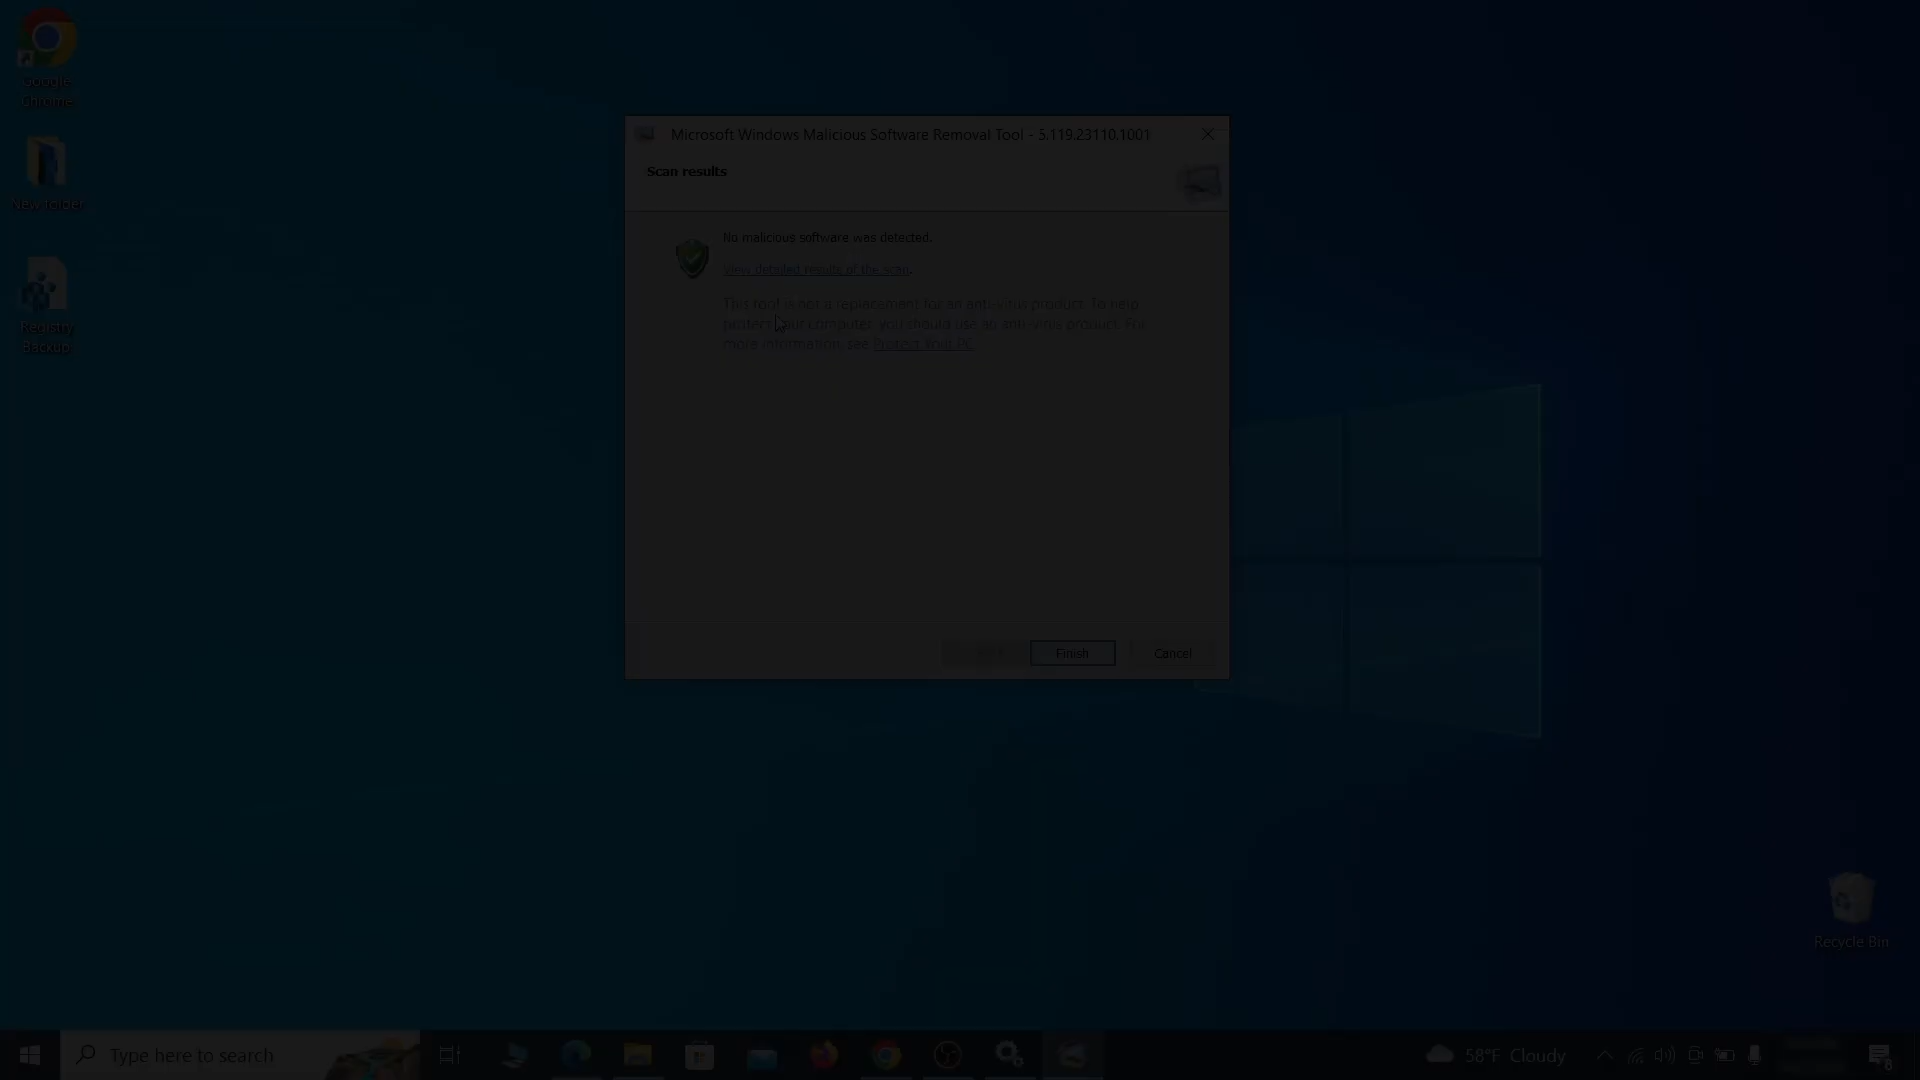 Google
Chrome
New folder
Registry
Backup
Microsoft Windows Malicious Software Removal Tool - 5.119.23110.1001
Scan results
No malicious software was detected.
View detailed results of the scan.
This tool is not a replacement for an anti-virus product. To help
protect your computer, you should use an anti-virus product. For
more information, see Protect Your PC.
Finish
Cancel
Recycle Bin
Type here to search
58°F Cloudy
8